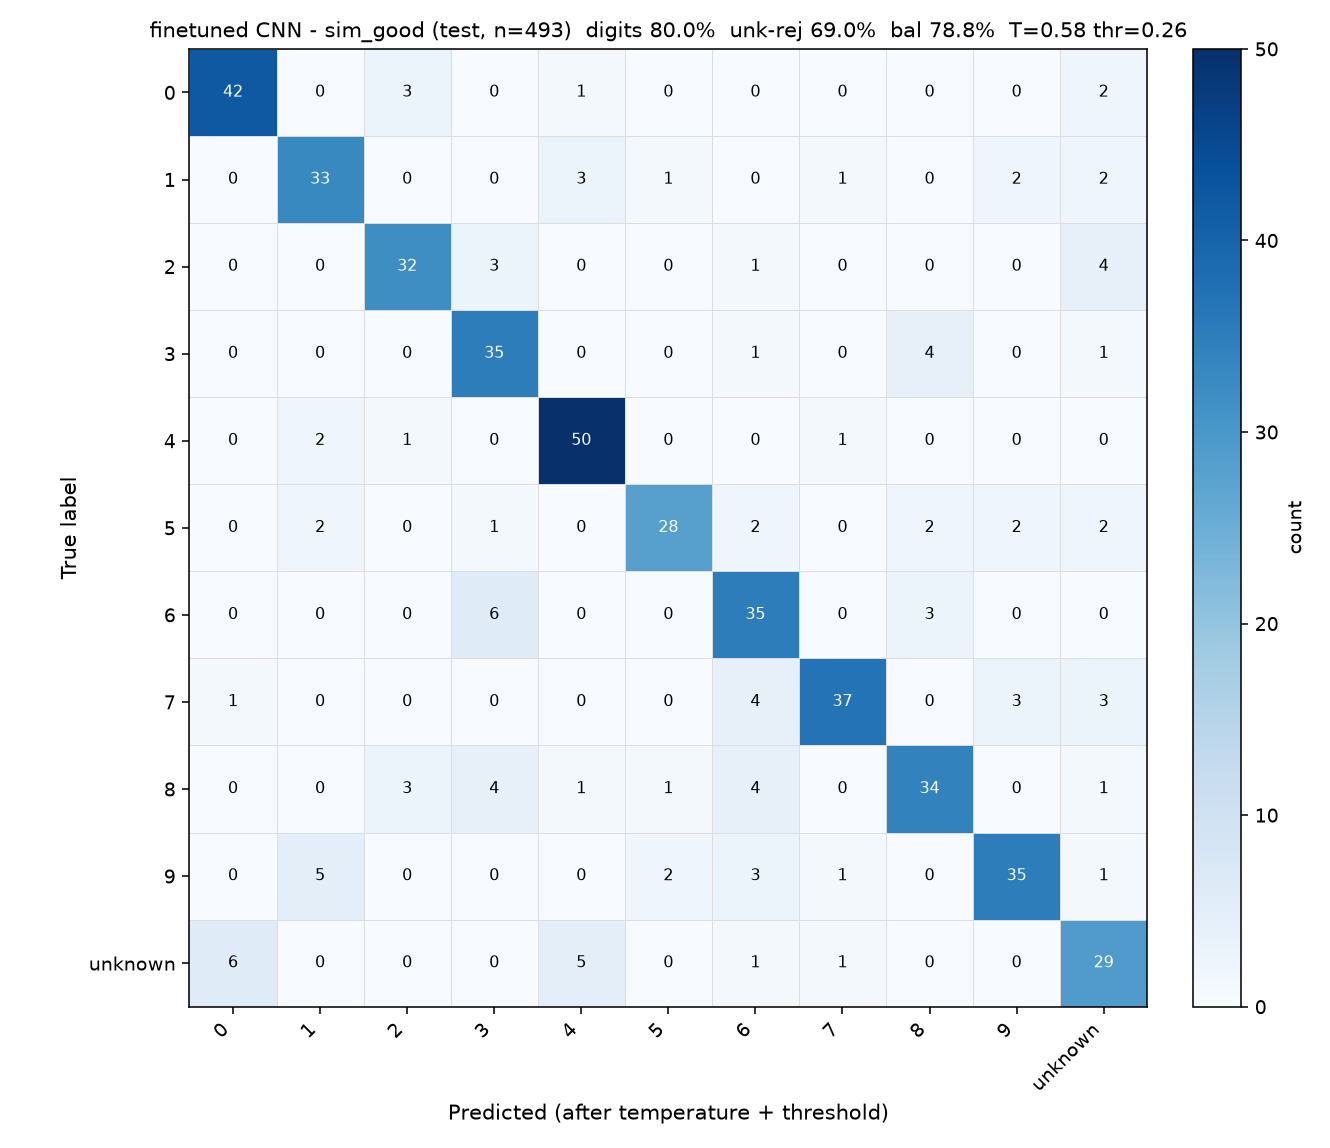 finetuned CNN - sim_good (test, n=493)  digits 80.0%  unk-rej 69.0%  bal 78.8%  T=0.58 thr=0.26
0 42 0 3 0 1 0 0 0 0 0 2
1 0 33 0 0 3 1 0 1 0 2 2
2 0 0 32 3 0 0 1 0 0 0 4
3 0 0 0 35 0 0 1 0 4 0 1
4 0 2 1 0 50 0 0 1 0 0 0
5 0 2 0 1 0 28 2 0 2 2 2
6 0 0 0 6 0 0 35 0 3 0 0
7 1 0 0 0 0 0 4 37 0 3 3
8 0 0 3 4 1 1 4 0 34 0 1
9 0 5 0 0 0 2 3 1 0 35 1
unknown 6 0 0 0 5 0 1 1 0 0 29
0 1 2 3 4 5 6 7 8 9 unknown
Predicted (after temperature + threshold)
True label
50
40
30
20
10
0
count